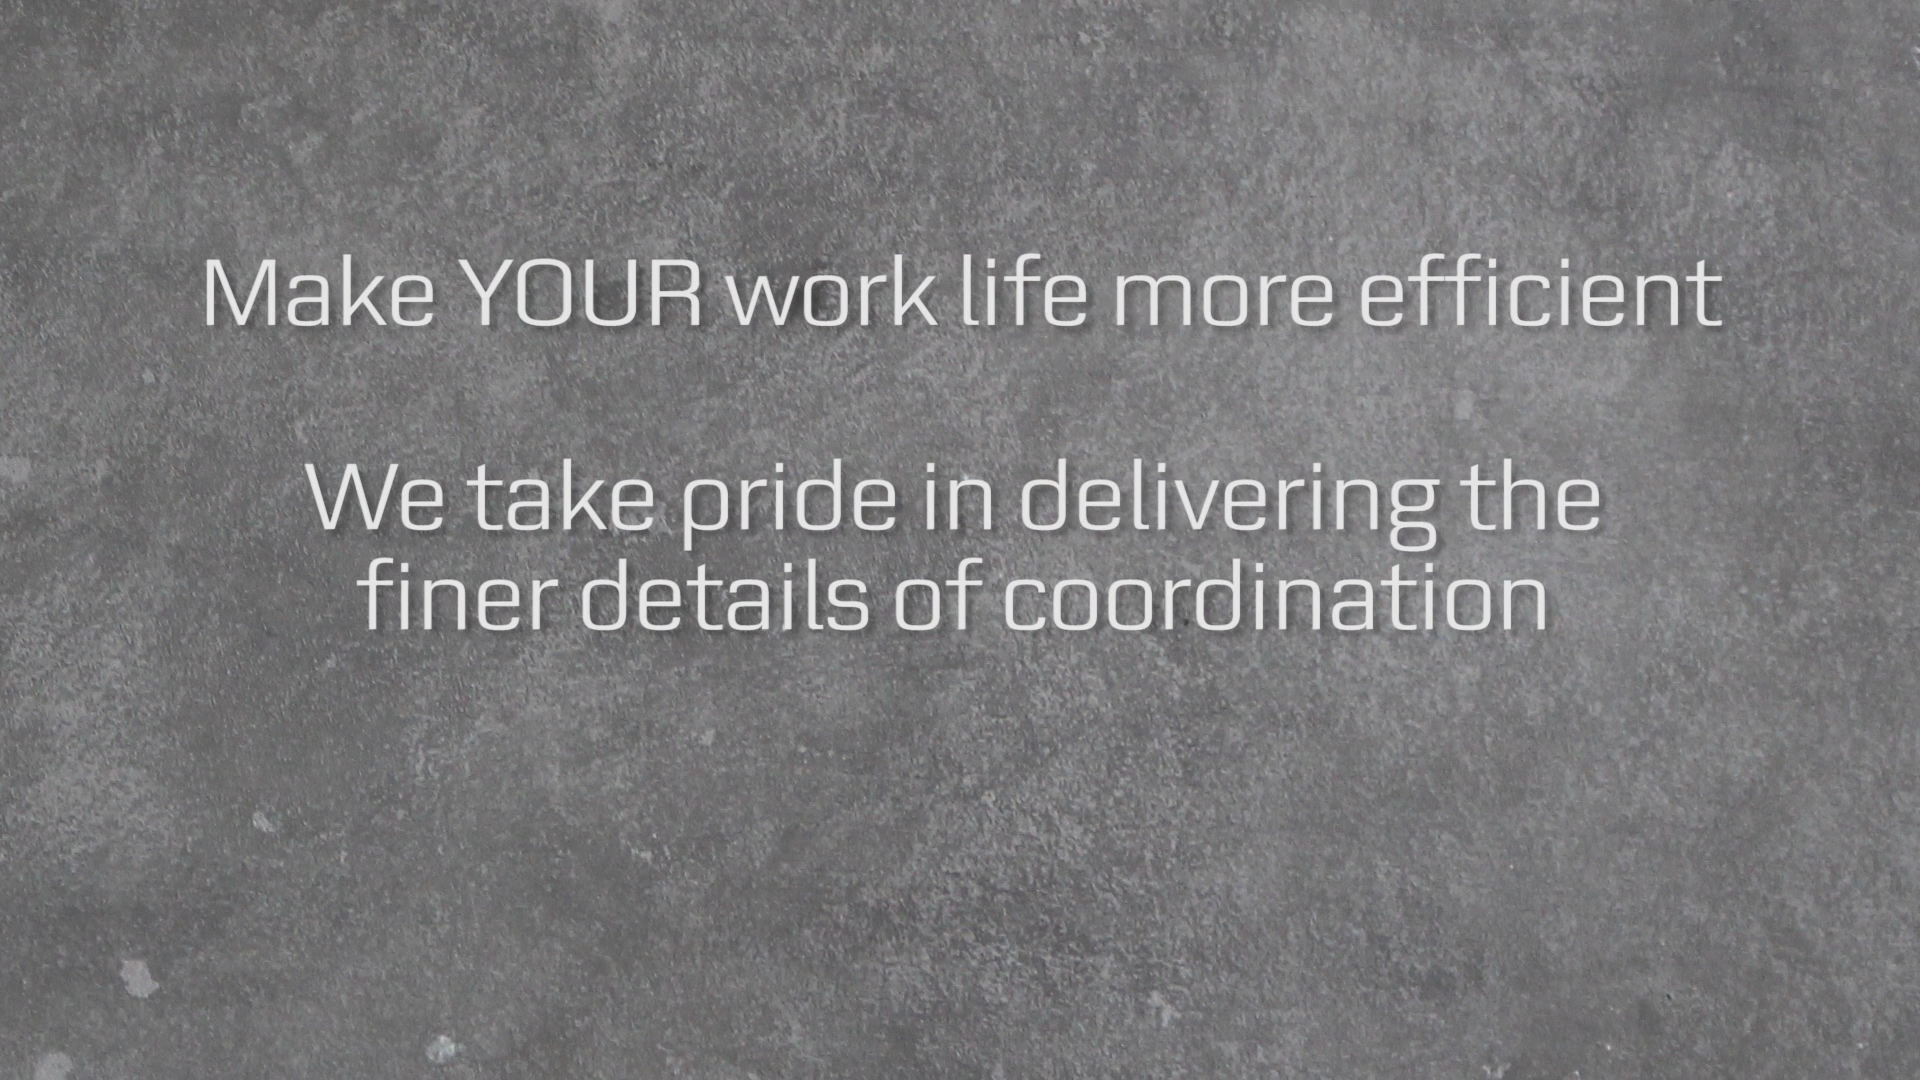 Make YOUR work life more efficient
We take pride in delivering the
finer details of coordination